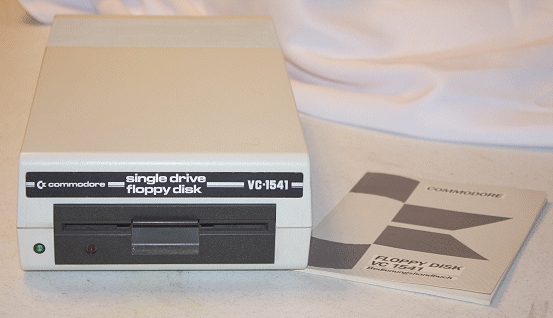 commodore
single drive
floppy disk
VC-1541
COMMODORE
FLOPPY DISK
VC 1541
Bedienungshandbuch